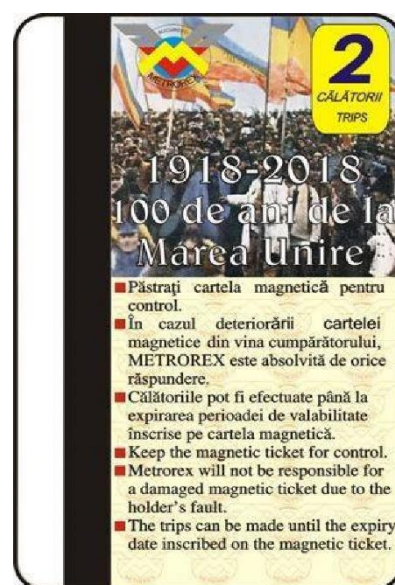 BUCUREȘTI
METROREX
2
CĂLĂTORII
TRIPS
1918-2018
100 de ani de la
Marea Unire
Păstrați cartela magnetică pentru
control.
În cazul deteriorării cartelei
magnetice din vina cumpărătorului,
METROREX este absolvită de orice
răspundere.
Călătoriile pot fi efectuate până la
expirarea perioadei de valabilitate
înscrise pe cartela magnetică.
Keep the magnetic ticket for control.
Metrorex will not be responsible for
a damaged magnetic ticket due to the
holder's fault.
The trips can be made until the expiry
date inscribed on the magnetic ticket.